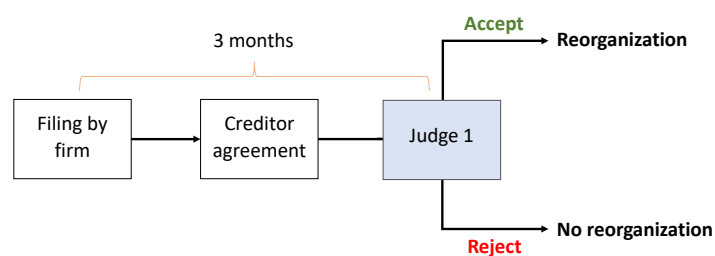 Accept
Reorganization
3 months
Filing by
firm
Creditor
agreement
Judge 1
No reorganization
Reject